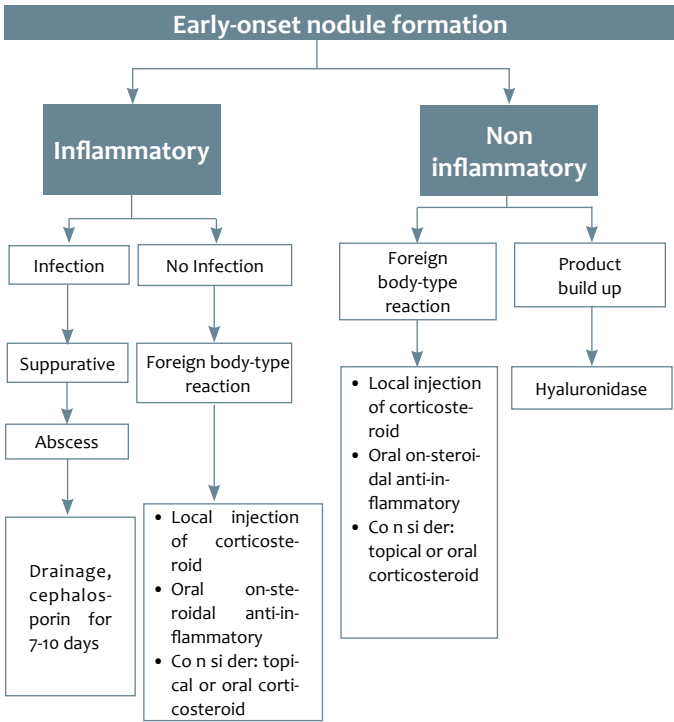 Early-onset nodule formation
Inflammatory
Non
inflammatory
Infection
No Infection
Foreign
body-type
reaction
Product
build up
Suppurative
Foreign body-type
reaction
Hyaluronidase
Abscess
• Local injection
of corticoste-
roid
• Oral on-steroi-
dal anti-in-
flammatory
• Co n si der:
topical or oral
corticosteroid
Drainage,
cephalos-
porin for
7-10 days
• Local injection
of corticoste-
roid
• Oral on-ste-
roidal anti-in-
flammatory
• Co n si der: topi-
cal or oral corti-
costeroid